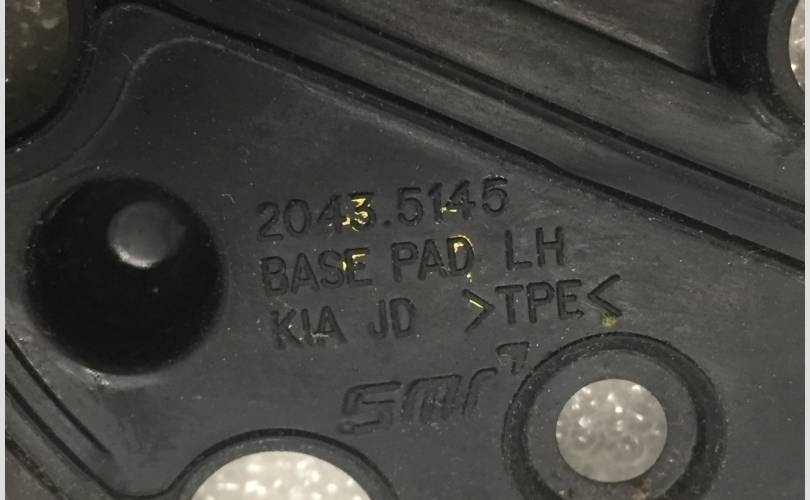 2043.5145
BASE PAD LH
KIA JD >TPE<
smr